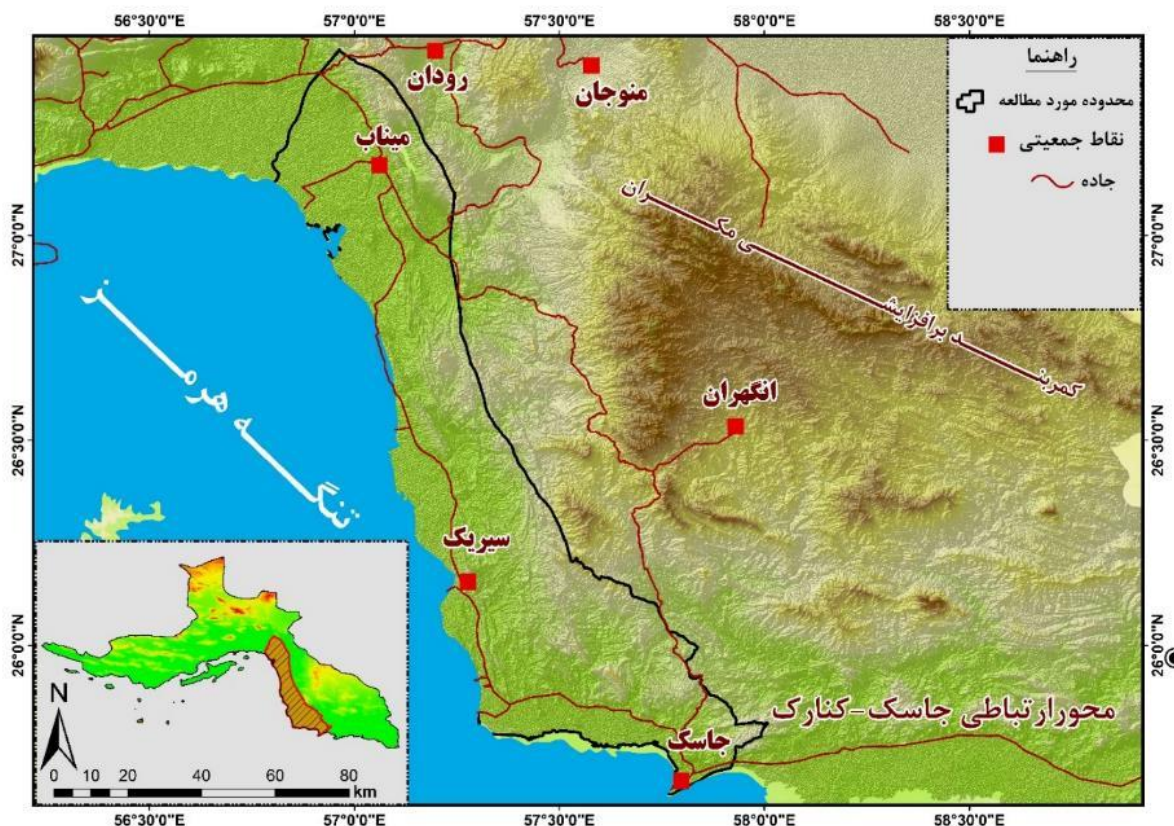 56°30'0"E 57°0'0"E 57°30'0"E 58°0'0"E 58°30'0"E
راهنما
محدوده مورد مطالعه
نقاط جمعیتی
جاده
رودان
منوجان
میناب
27°0'0"N
27°0'0"N
کمربند برافزایشی مکران
تنگه هرمز
انگهران
26°30'0"N
26°30'0"N
سیریک
26°0'0"N
26°0'0"N
محورارتباطی جاسک-کنارک
جاسگ
N
0 10 20 40 60 80
km
56°30'0"E 57°0'0"E 57°30'0"E 58°0'0"E 58°30'0"E